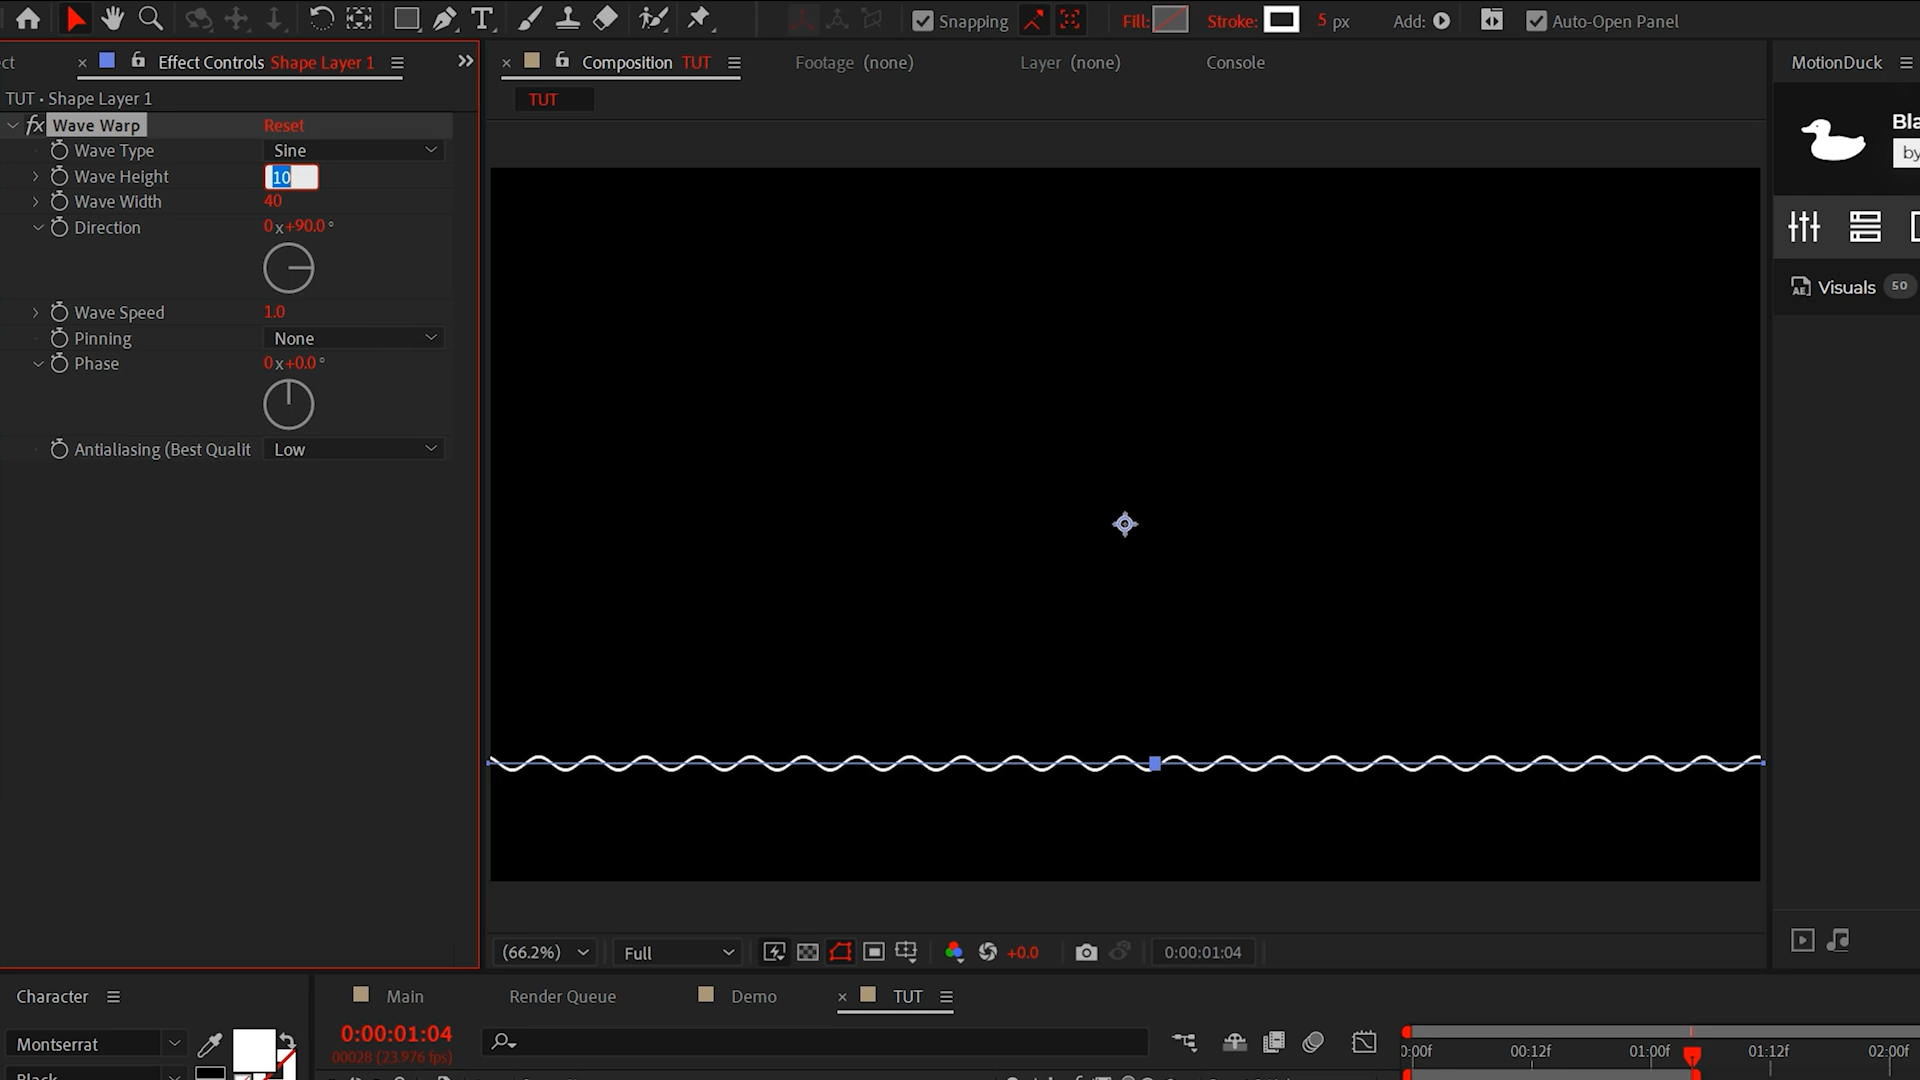 Snapping
Fill:
Stroke:
5 px
Add:
Auto-Open Panel
ct
Effect Controls Shape Layer 1
Composition TUT
Footage (none)
Layer (none)
Console
MotionDuck
TUT • Shape Layer 1
TUT
fx Wave Warp
Reset
Bla
by
Wave Type
Sine
Wave Height
10
Wave Width
40
Direction
0x+90.0°
Wave Speed
1.0
Visuals 50
Pinning
None
Phase
0x+0.0°
Antialiasing (Best Qualit
Low
(66.2%)
Full
+0.0
0:00:01:04
Character
Main
Render Queue
Demo
TUT
0:00:01:04
00028 (23.976 fps)
Montserrat
0:00f
00:12f
01:00f
01:12f
02:00f
Black